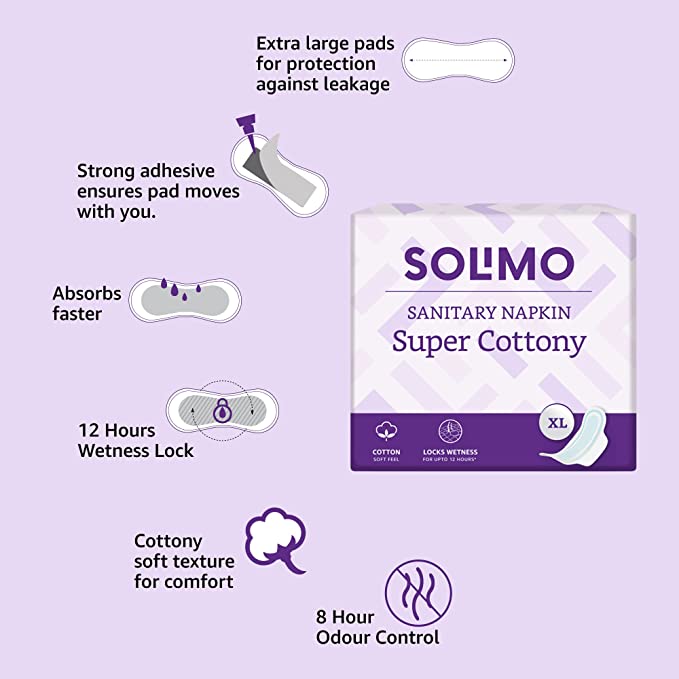 Extra large pads
for protection
against leakage
Strong adhesive
ensures pad moves
with you.
Absorbs
faster
12 Hours
Wetness Lock
Cottony
soft texture
for comfort
8 Hour
Odour Control
SOLIMO
SANITARY NAPKIN
Super Cottony
XL
COTTON
SOFT FEEL
LOCKS WETNESS
FOR UPTO 12 HOURS*